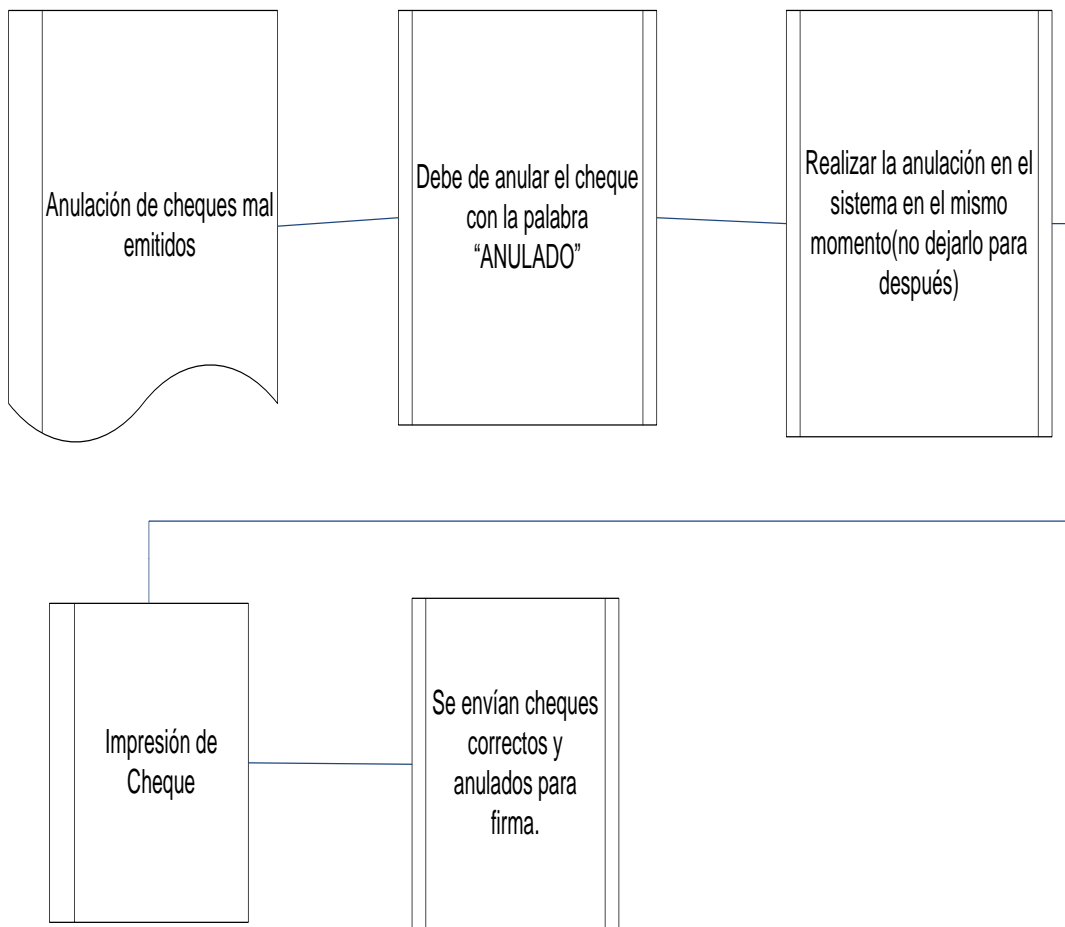 Anulación de cheques mal
emitidos
Debe de anular el cheque
con la palabra
“ANULADO”
Realizar la anulación en el
sistema en el mismo
momento(no dejarlo para
después)
Impresión de
Cheque
Se envían cheques
correctos y
anulados para
firma.